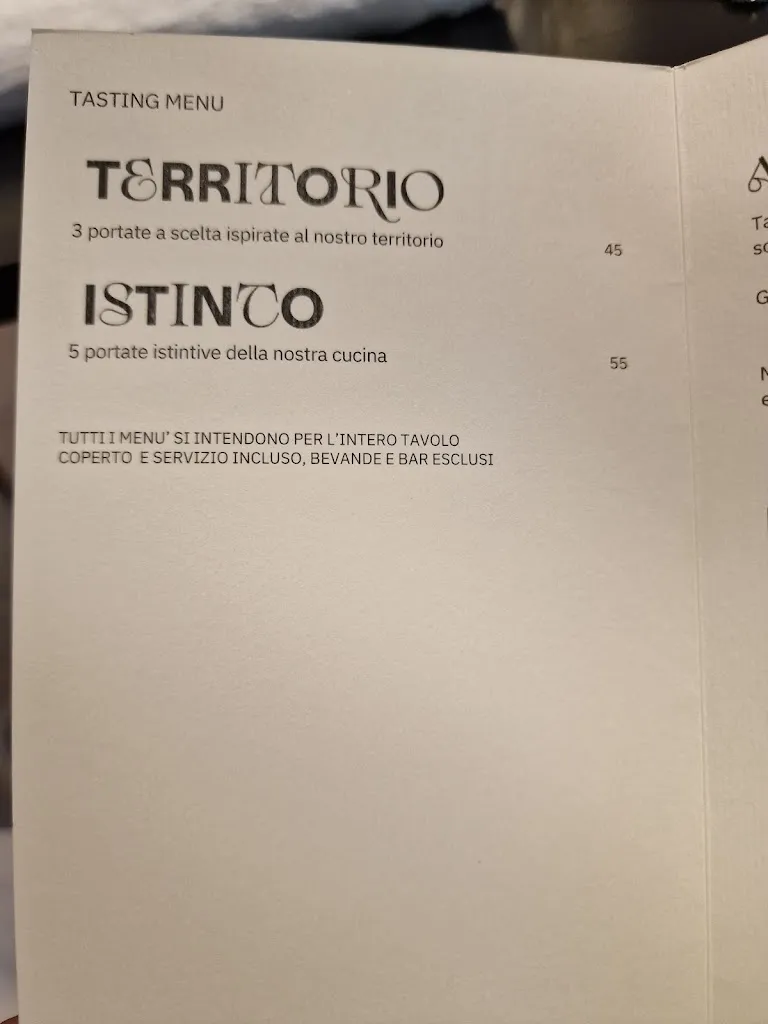 TASTING MENU
TERRITORIO
3 portate a scelta ispirate al nostro territorio
45
ISTINTO
5 portate istintive della nostra cucina
55
TUTTI I MENU' SI INTENDONO PER L'INTERO TAVOLO
COPERTO E SERVIZIO INCLUSO, BEVANDE E BAR ESCLUSI